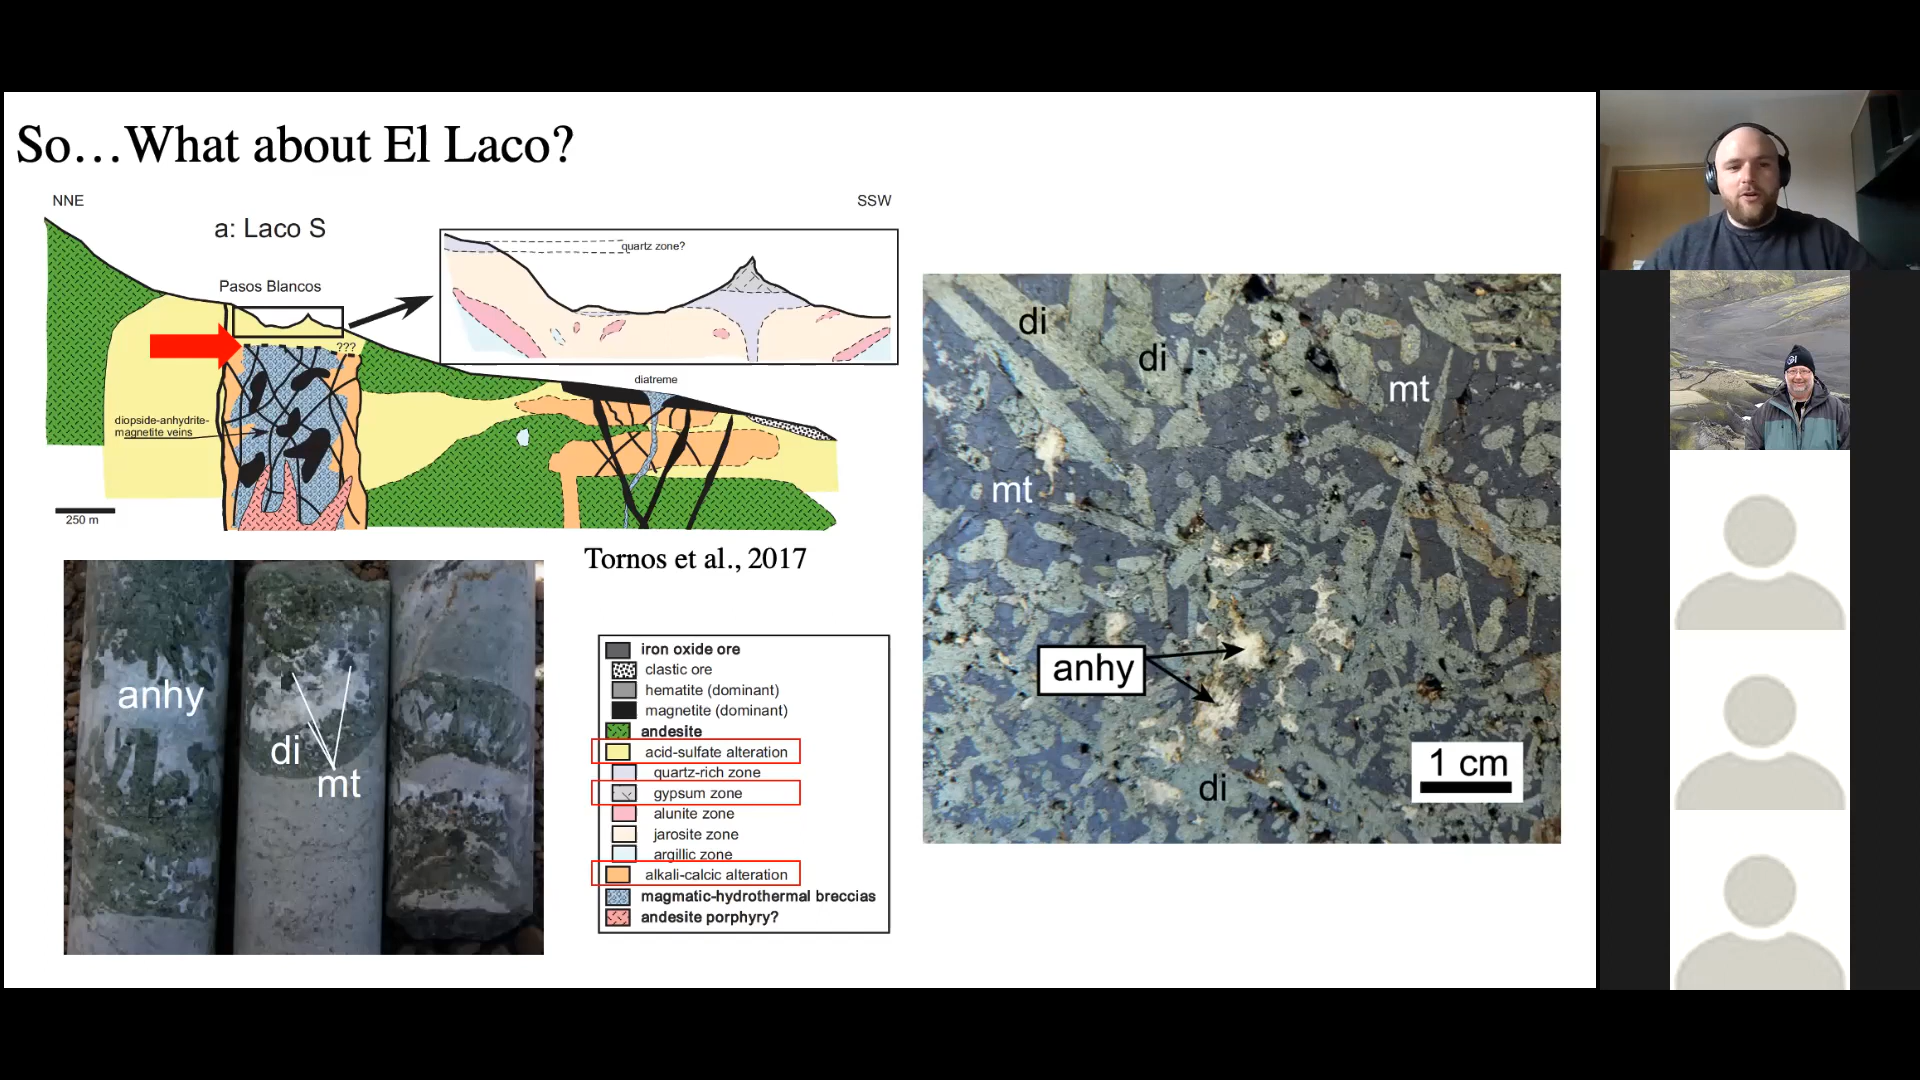 So…What about El Laco?
NNE
SSW
a: Laco S
quartz zone?
Pasos Blancos
???
diatreme
diopside-anhydrite-
magnetite veins
250 m
Tornos et al., 2017
anhy
di
mt
iron oxide ore
clastic ore
hematite (dominant)
magnetite (dominant)
andesite
acid-sulfate alteration
quartz-rich zone
gypsum zone
alunite zone
jarosite zone
argillic zone
alkali-calcic alteration
magmatic-hydrothermal breccias
andesite porphyry?
di
di
mt
mt
anhy
1 cm
di